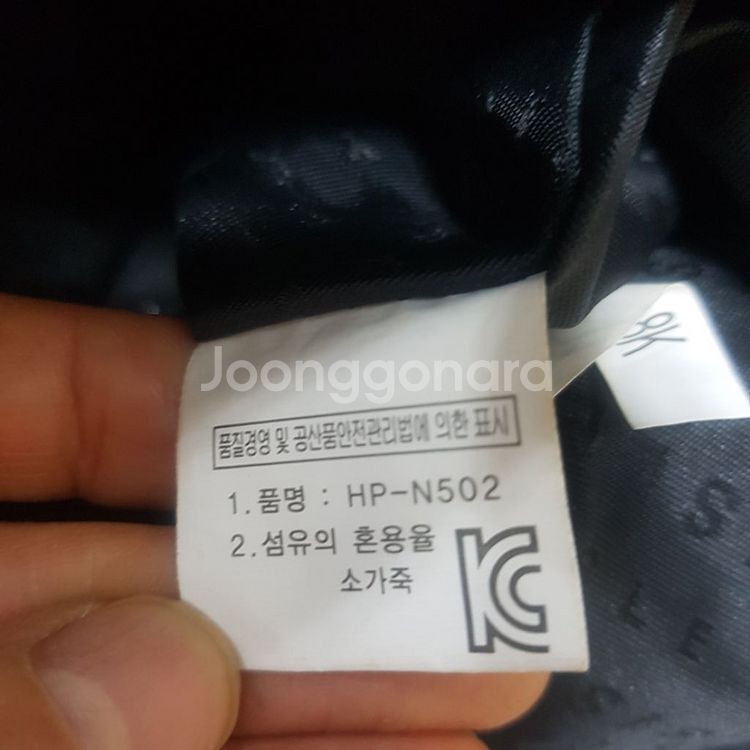 Joonggonara
품질경영 및 공산품안전관리법에 의한 표시
1. 품명 : HP-N502
2. 섬유의 혼용율
소가죽
BK
S
L E